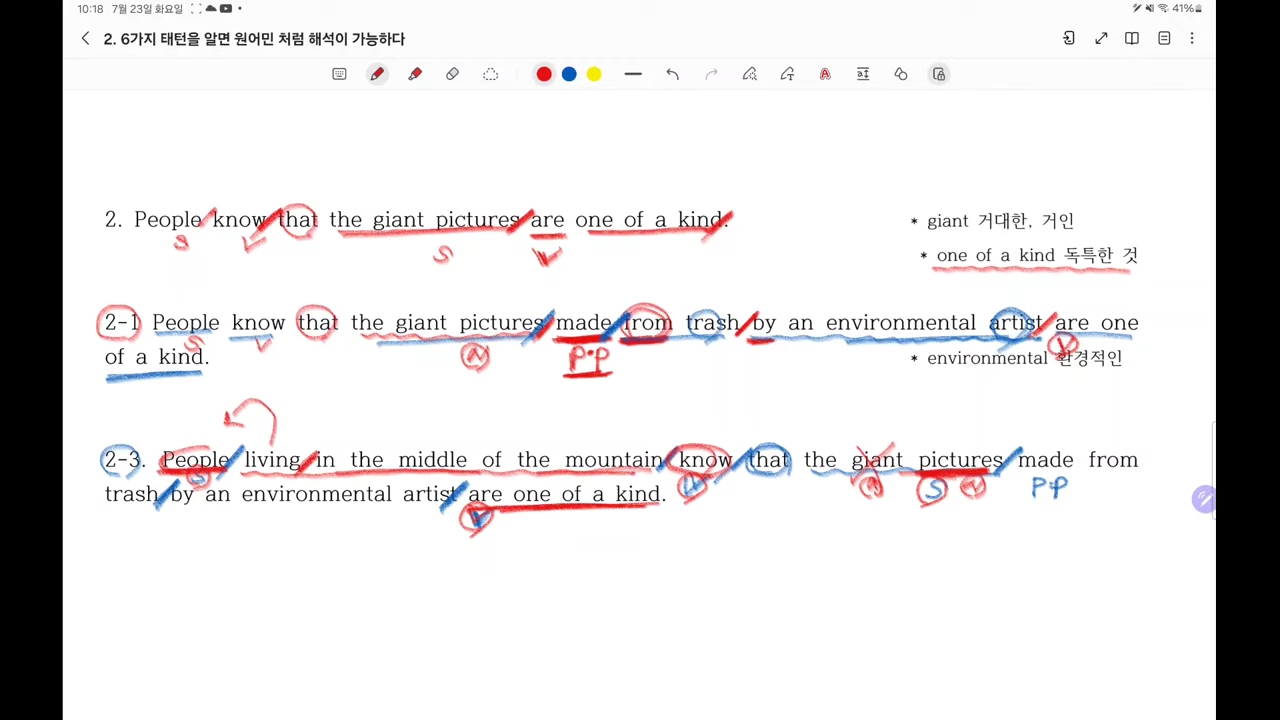 10:18 7월 23일 화요일 41%
2. 6가지 태턴을 알면 원어민 처럼 해석이 가능하다
2. People know that the giant pictures are one of a kind.
* giant 거대한, 거인
S V S V
* one of a kind 독특한 것
2-1 People know that the giant pictures made from trash by an environmental artist are one
S V N P·P V
of a kind.
* environmental 환경적인
2-3. People living in the middle of the mountain know that the giant pictures made from
S V S N P·P
trash by an environmental artist are one of a kind.
V